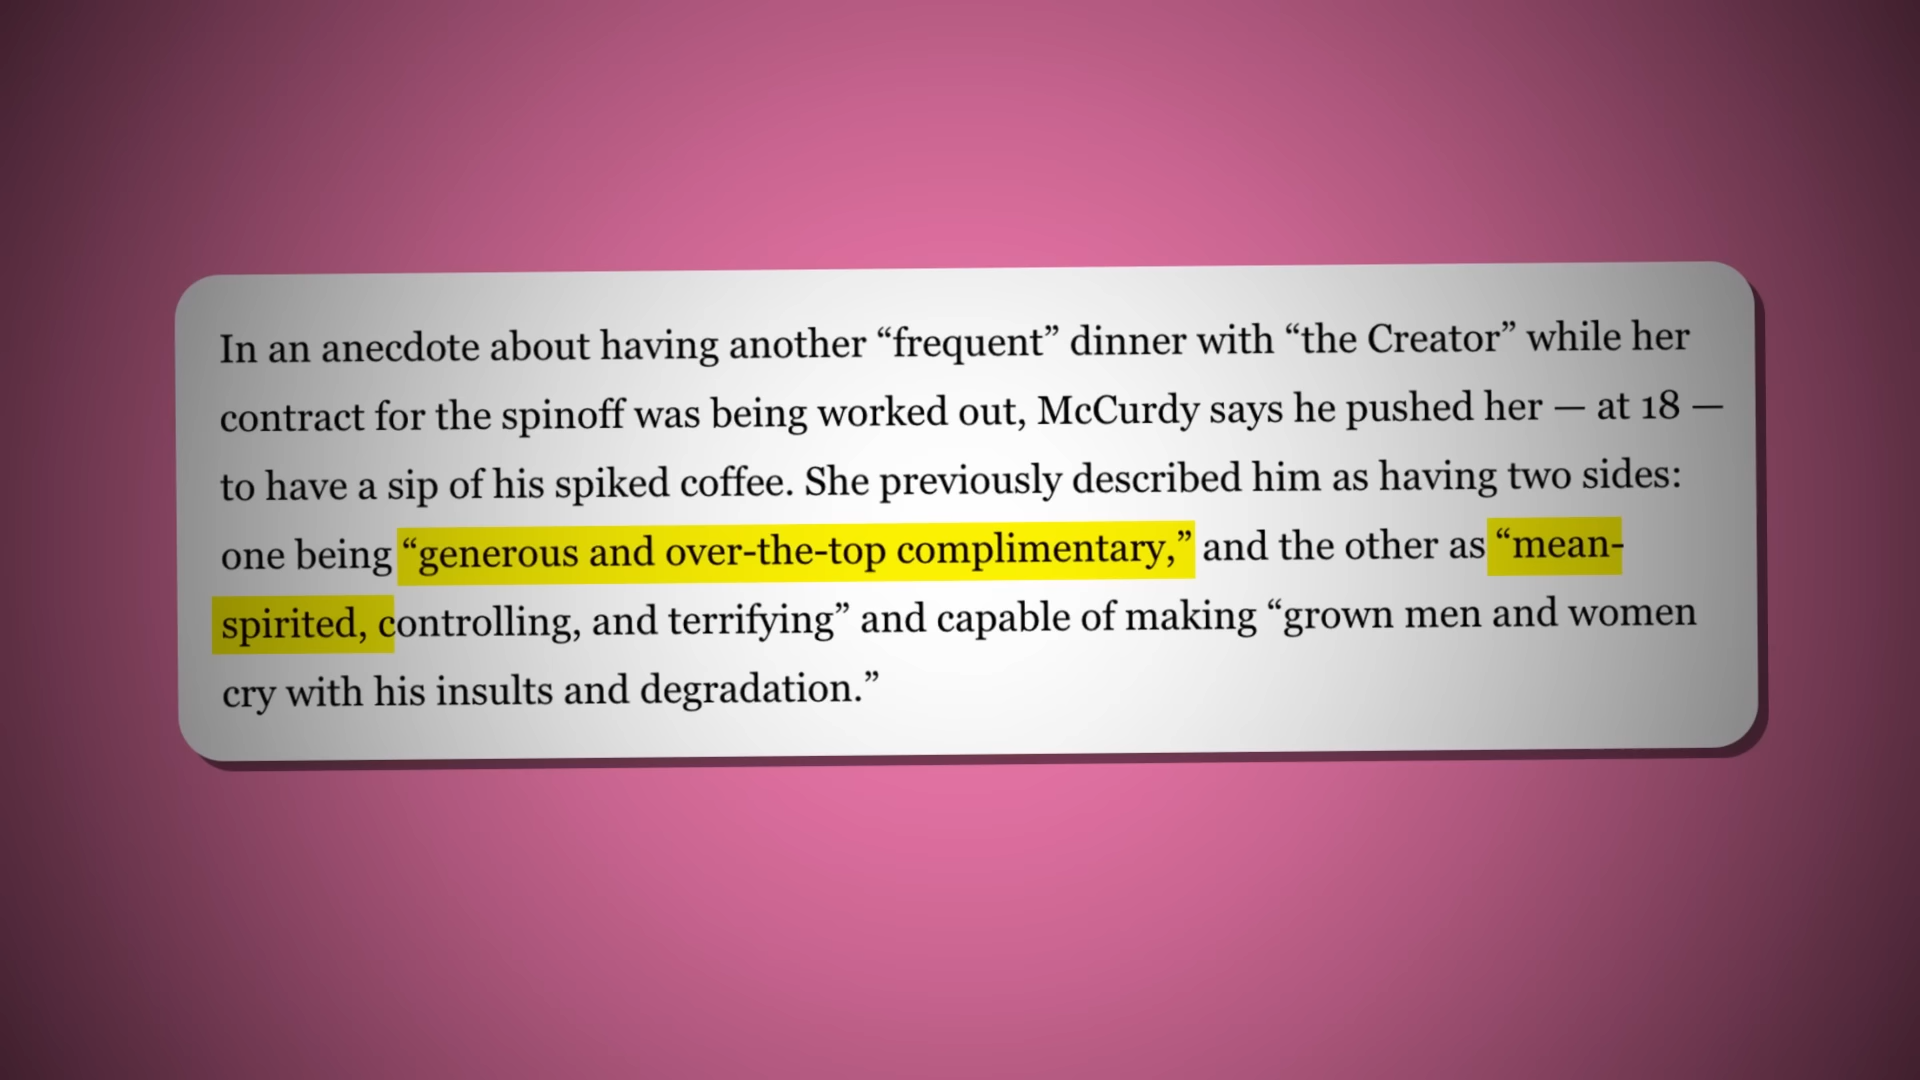 In an anecdote about having another “frequent” dinner with “the Creator” while her
contract for the spinoff was being worked out, McCurdy says he pushed her — at 18 —
to have a sip of his spiked coffee. She previously described him as having two sides:
one being “generous and over-the-top complimentary,” and the other as “mean-
spirited, controlling, and terrifying” and capable of making “grown men and women
cry with his insults and degradation.”